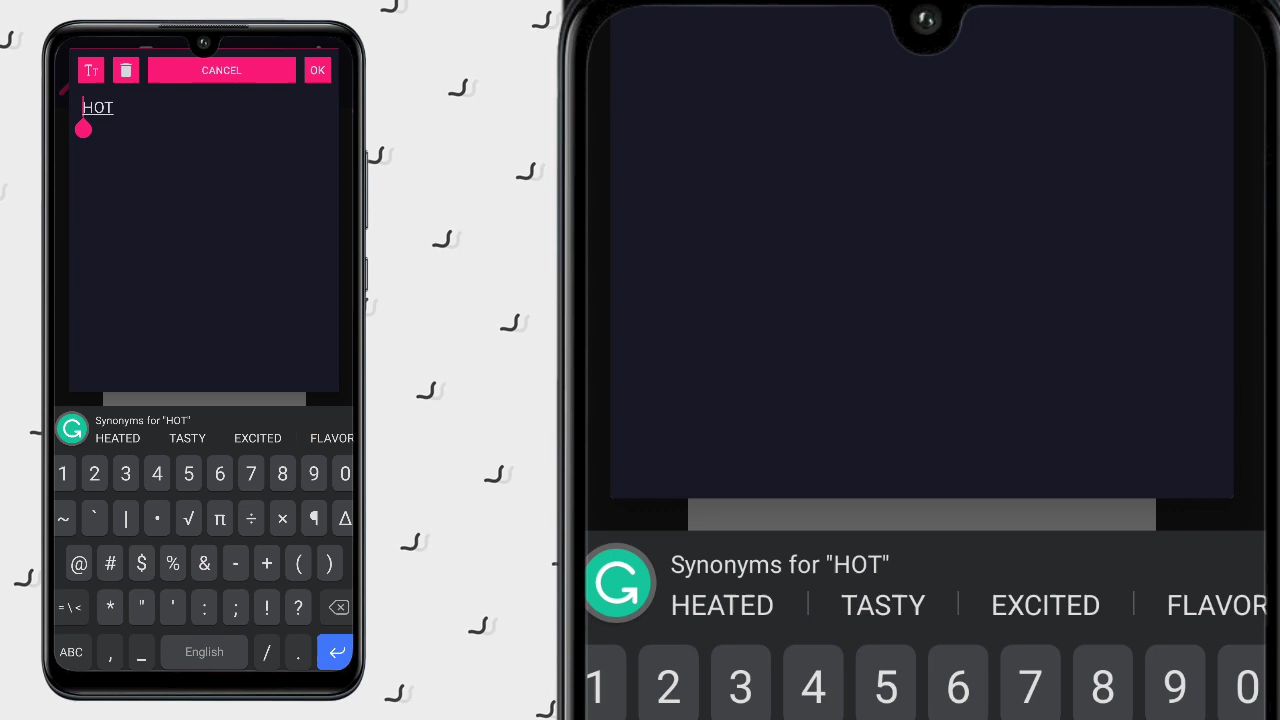 Tт CANCEL OK
HOT
Synonyms for "HOT"
HEATED TASTY EXCITED FLAVOR
1 2 3 4 5 6 7 8 9 0
~ ` | • √ π ÷ × ¶ Δ
@ # $ % & - + ( )
= \ < * " ' : ; ! ?
ABC , _ English / .
Synonyms for "HOT"
HEATED TASTY EXCITED FLAVOR
1 2 3 4 5 6 7 8 9 0